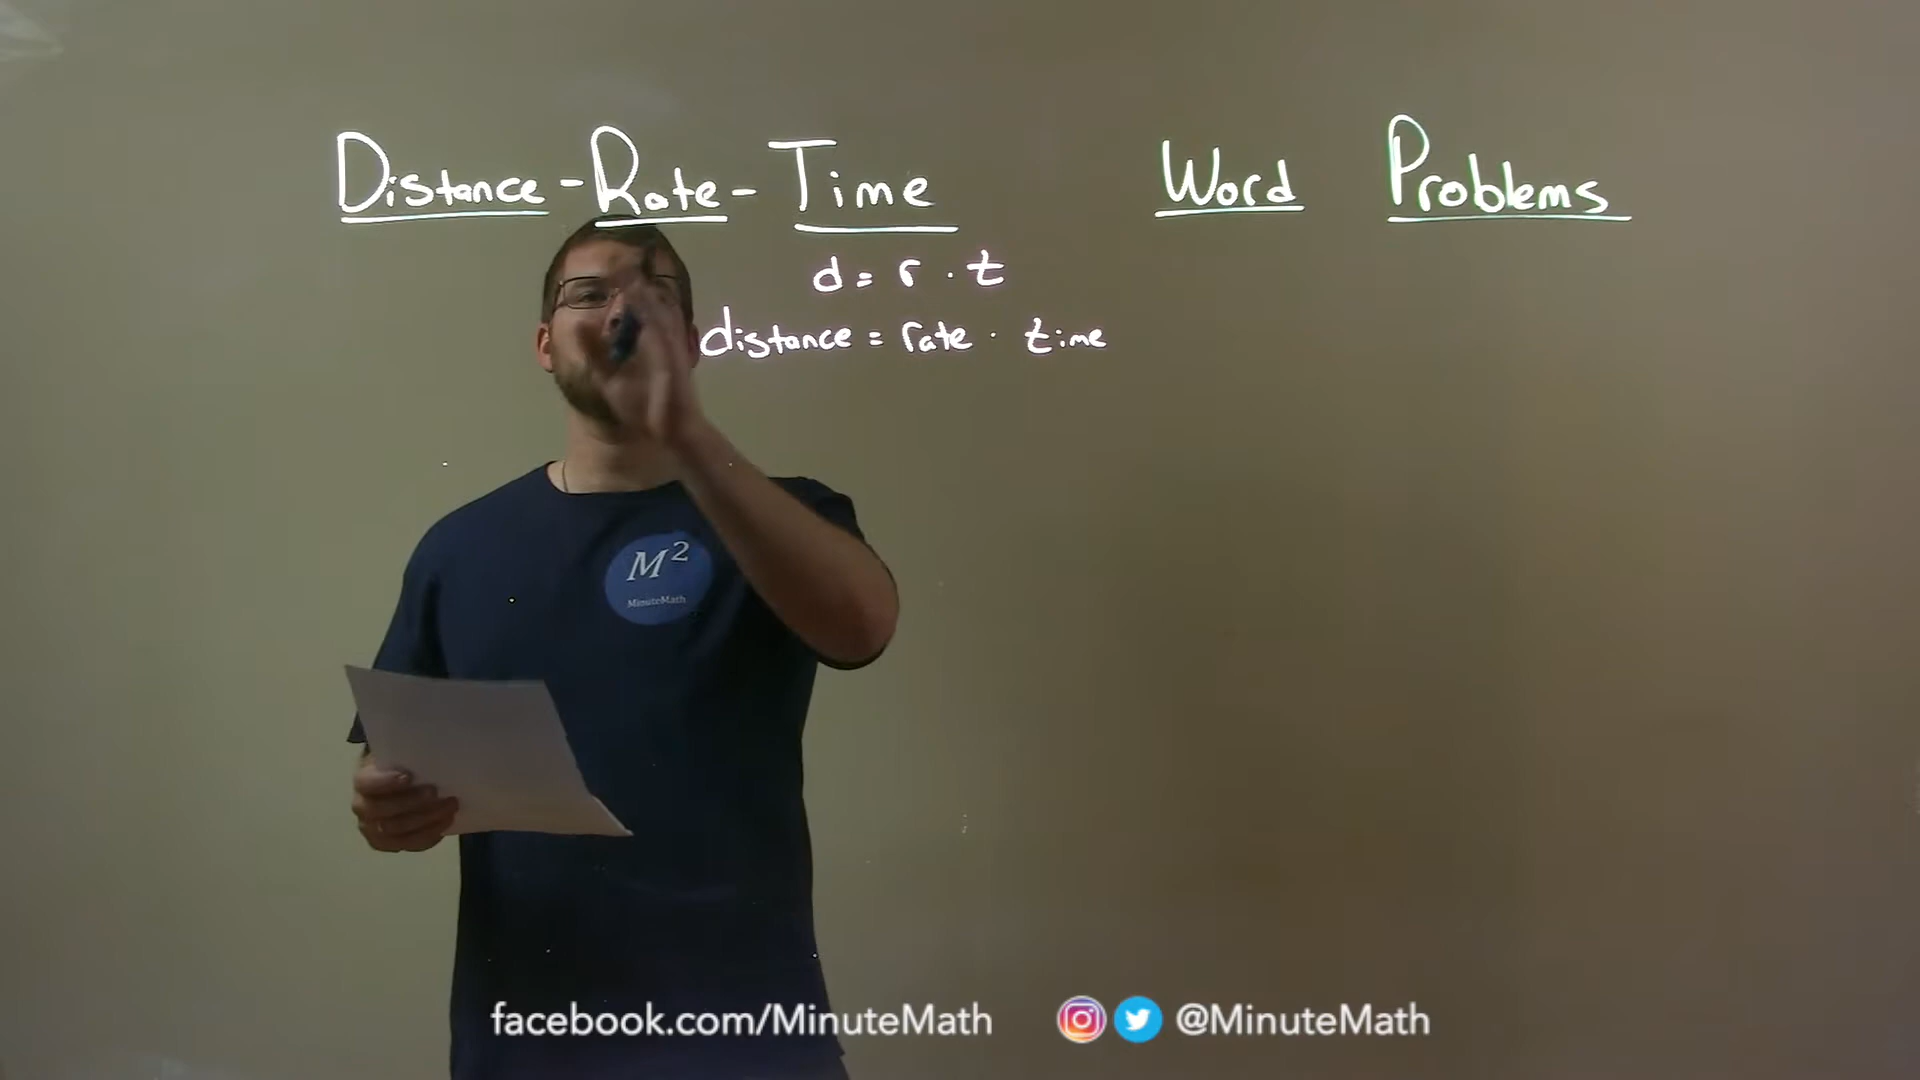 Distance - Rate - Time Word Problems
d = r · t
distance = rate · time
M²
MinuteMath
facebook.com/MinuteMath @MinuteMath